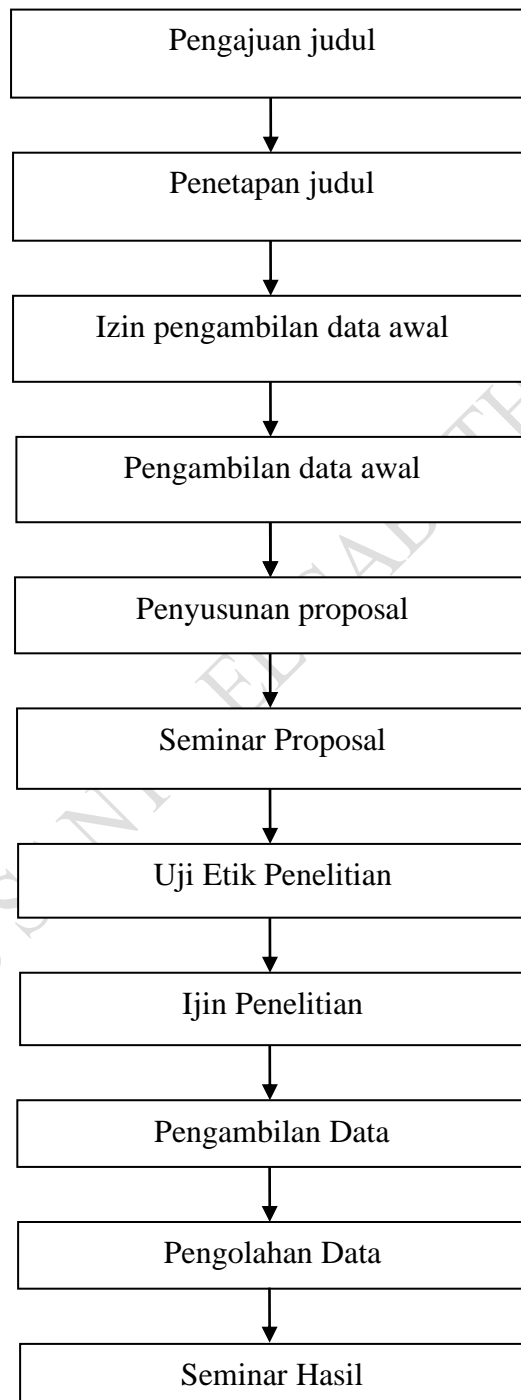 Pengajuan judul
Penetapan judul
Izin pengambilan data awal
Pengambilan data awal
Penyusunan proposal
Seminar Proposal
Uji Etik Penelitian
Ijin Penelitian
Pengambilan Data
Pengolahan Data
Seminar Hasil